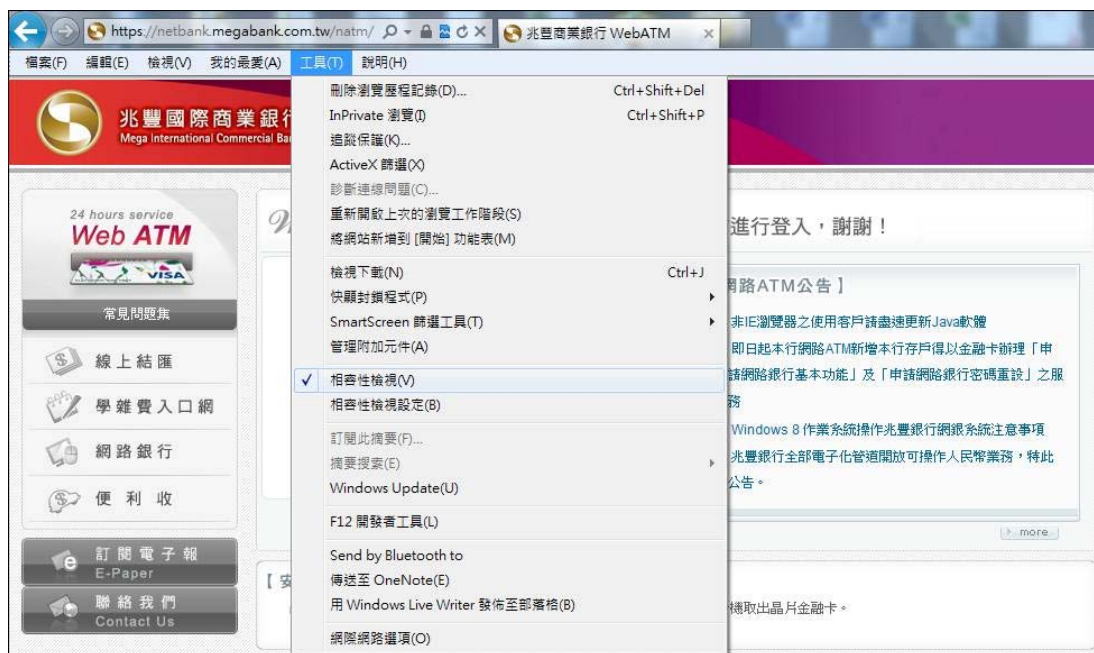 https://netbank.megabank.com.tw/natm/
兆豐商業銀行 WebATM
檔案(F) 編輯(E) 檢視(V) 我的最愛(A) 工具(T) 說明(H)
兆豐國際商業銀行
Mega International Commercial Ba
24 hours service
Web ATM
VISA
常見問題集
線上結匯
學雜費入口網
網路銀行
便利收
訂閱電子報
E-Paper
聯絡我們
Contact Us
刪除瀏覽歷程記錄(D)... Ctrl+Shift+Del
InPrivate 瀏覽(I) Ctrl+Shift+P
追蹤保護(K)...
ActiveX 篩選(X)
診斷連線問題(C)...
重新開啟上次的瀏覽工作階段(S)
將網站新增到 [開始] 功能表(M)
檢視下載(N) Ctrl+J
快顯封鎖程式(P)
SmartScreen 篩選工具(T)
管理附加元件(A)
相容性檢視(V)
相容性檢視設定(B)
訂閱此摘要(F)...
摘要搜索(E)
Windows Update(U)
F12 開發者工具(L)
Send by Bluetooth to
傳送至 OneNote(E)
用 Windows Live Writer 發佈至部落格(B)
網際網路選項(O)
進行登入，謝謝！
網路ATM公告】
非IE瀏覽器之使用客戶請盡速更新Java軟體
即日起本行網路ATM新增本行存戶得以金融卡辦理「申
請網路銀行基本功能」及「申請網路銀行密碼重設」之服
務
Windows 8 作業系統操作兆豐銀行網銀系統注意事項
兆豐銀行全部電子化管道開放可操作人民幣業務，特此
公告。
more
【安
機取出晶片金融卡。